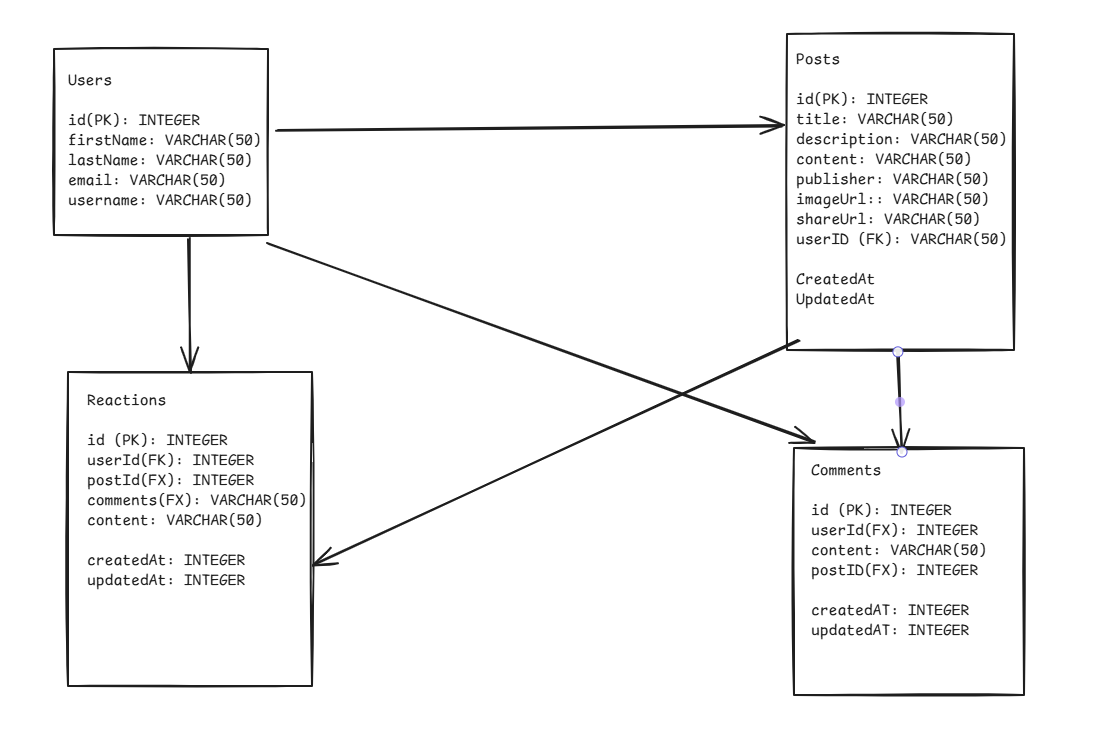 Users
id(PK): INTEGER
firstName: VARCHAR(50)
lastName: VARCHAR(50)
email: VARCHAR(50)
username: VARCHAR(50)
Posts
id(PK): INTEGER
title: VARCHAR(50)
description: VARCHAR(50)
content: VARCHAR(50)
publisher: VARCHAR(50)
imageUrl:: VARCHAR(50)
shareUrl: VARCHAR(50)
userID (FK): VARCHAR(50)
CreatedAt
UpdatedAt
Reactions
id (PK): INTEGER
userId(FK): INTEGER
postId(FX): INTEGER
comments(FX): VARCHAR(50)
content: VARCHAR(50)
createdAt: INTEGER
updatedAt: INTEGER
Comments
id (PK): INTEGER
userId(FX): INTEGER
content: VARCHAR(50)
postID(FX): INTEGER
createdAT: INTEGER
updatedAT: INTEGER